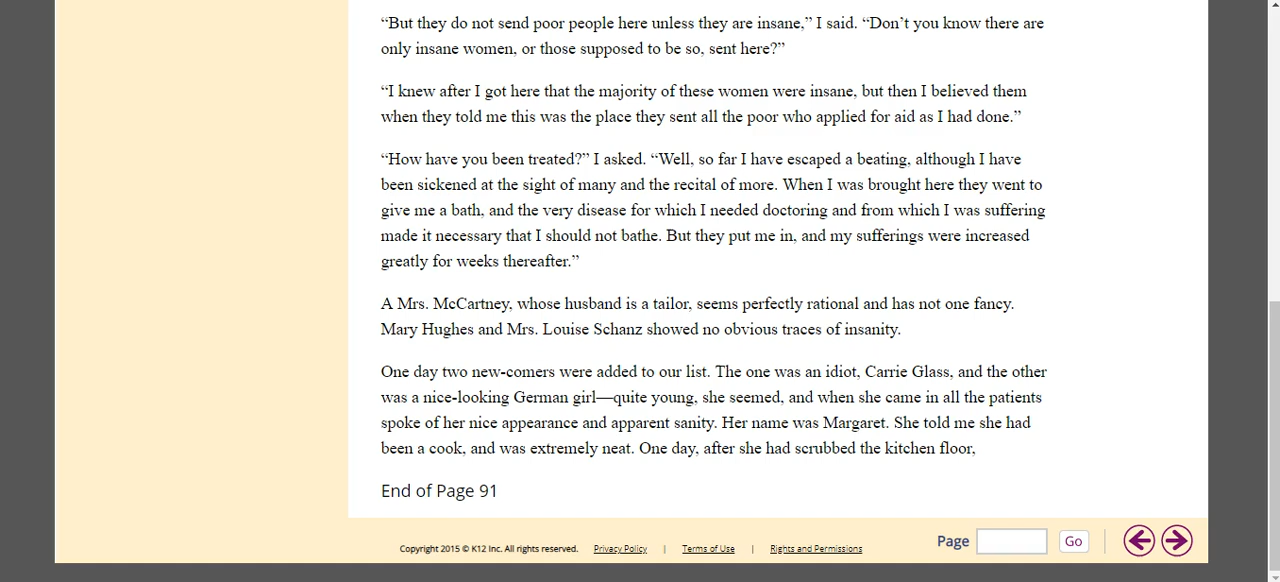 “But they do not send poor people here unless they are insane,” I said. “Don’t you know there are
only insane women, or those supposed to be so, sent here?”
“I knew after I got here that the majority of these women were insane, but then I believed them
when they told me this was the place they sent all the poor who applied for aid as I had done.”
“How have you been treated?” I asked. “Well, so far I have escaped a beating, although I have
been sickened at the sight of many and the recital of more. When I was brought here they went to
give me a bath, and the very disease for which I needed doctoring and from which I was suffering
made it necessary that I should not bathe. But they put me in, and my sufferings were increased
greatly for weeks thereafter.”
A Mrs. McCartney, whose husband is a tailor, seems perfectly rational and has not one fancy.
Mary Hughes and Mrs. Louise Schanz showed no obvious traces of insanity.
One day two new-comers were added to our list. The one was an idiot, Carrie Glass, and the other
was a nice-looking German girl—quite young, she seemed, and when she came in all the patients
spoke of her nice appearance and apparent sanity. Her name was Margaret. She told me she had
been a cook, and was extremely neat. One day, after she had scrubbed the kitchen floor,
End of Page 91
Copyright 2015 © K12 Inc. All rights reserved. Privacy Policy | Terms of Use | Rights and Permissions Page Go